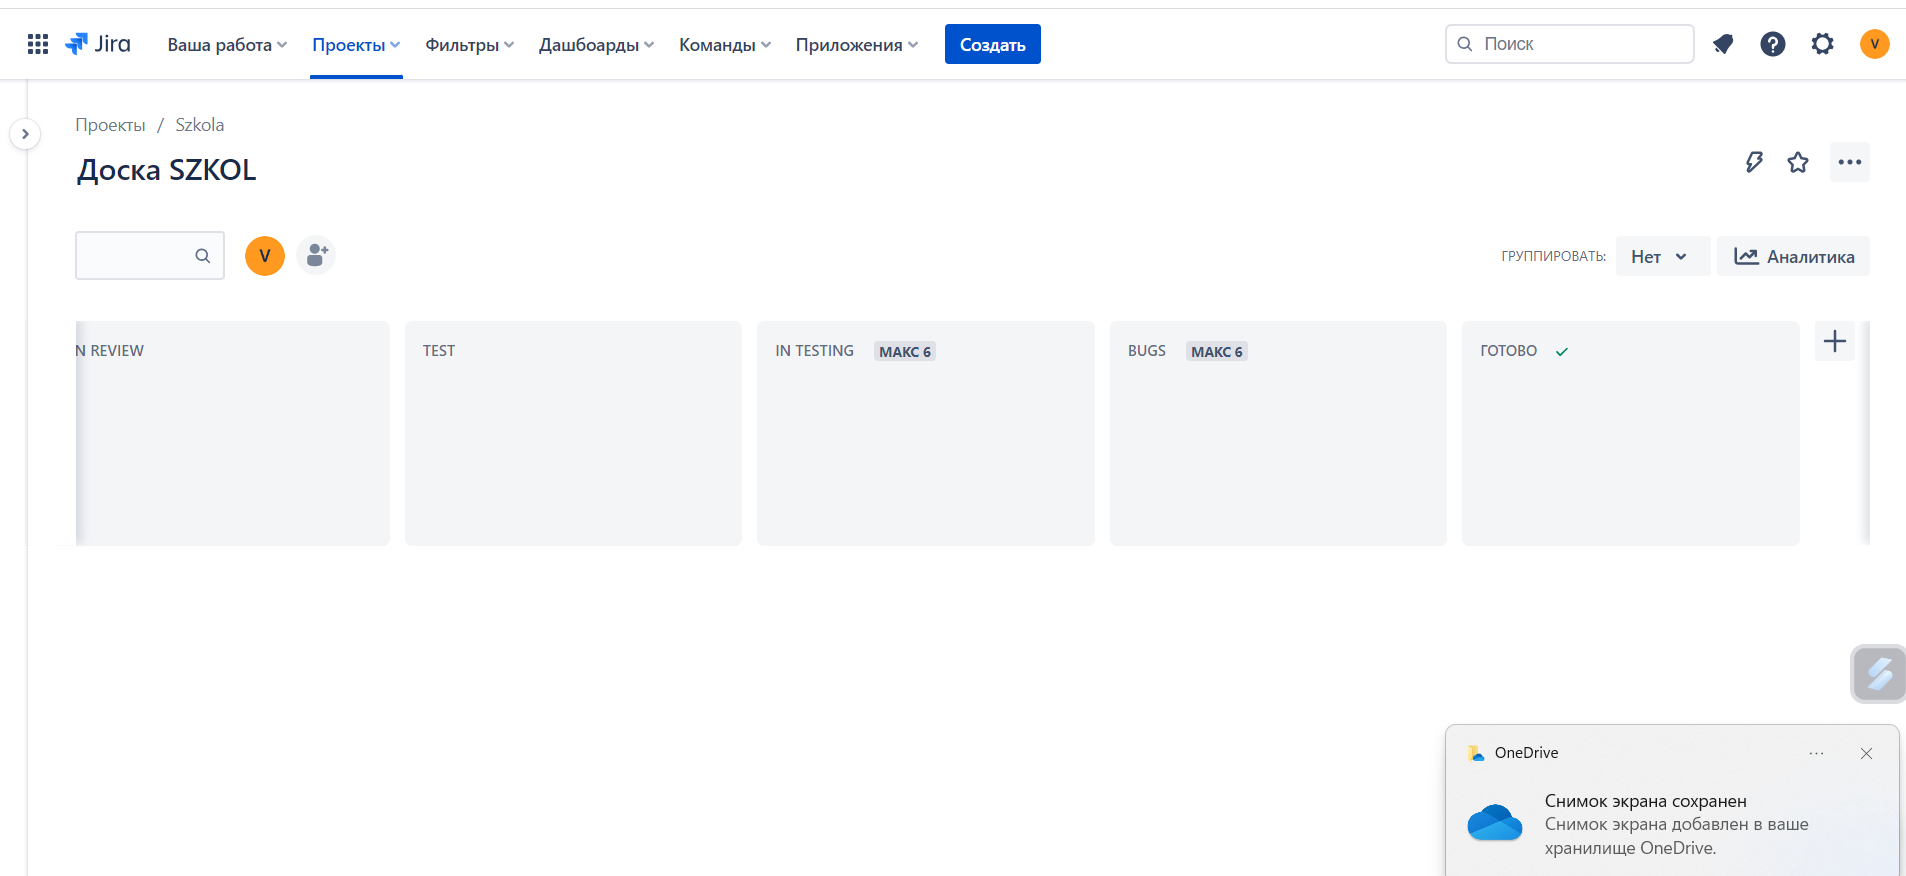 Jira
Ваша работа
Проекты
Фильтры
Дашборды
Команды
Приложения
Создать
Поиск
V
Проекты / Szkola
Доска SZKOL
V
ГРУППИРОВАТЬ:
Нет
Аналитика
N REVIEW
TEST
IN TESTING МАКС 6
BUGS МАКС 6
ГОТОВО
OneDrive
Снимок экрана сохранен
Снимок экрана добавлен в ваше
хранилище OneDrive.